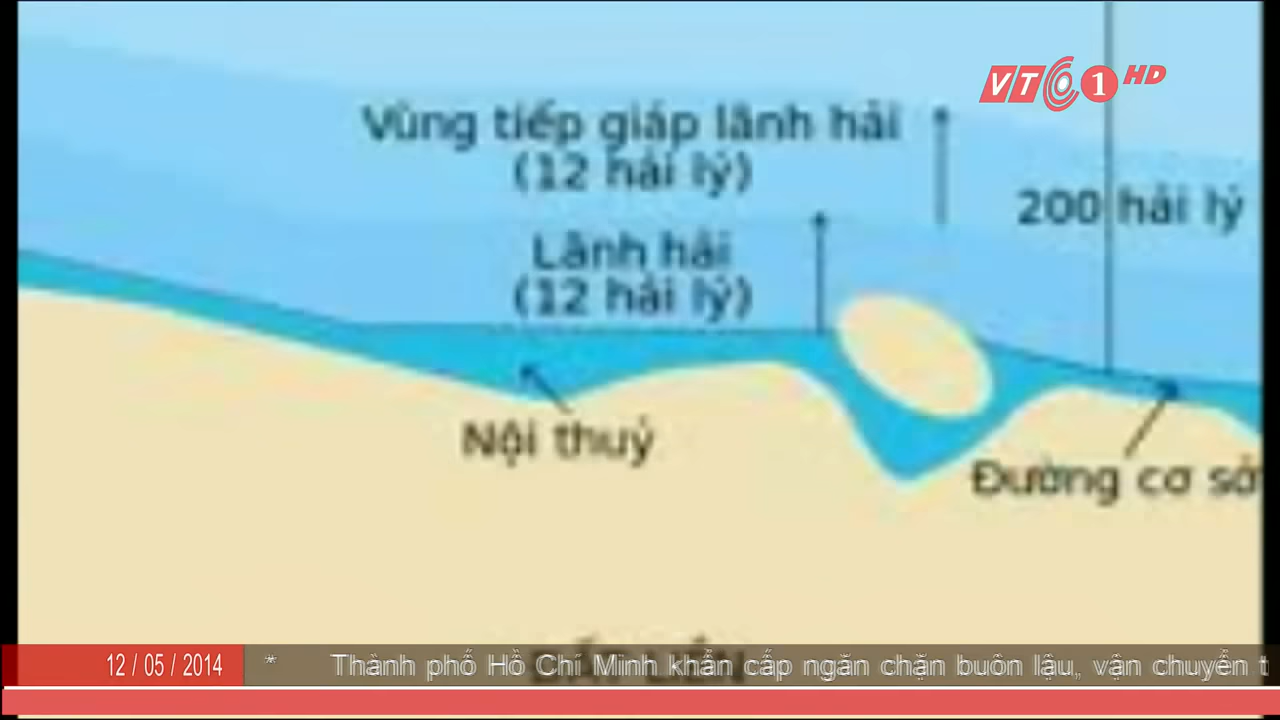 VTC 1 HD
Vùng tiếp giáp lãnh hải
(12 hải lý)
200 hải lý
Lãnh hải
(12 hải lý)
Nội thuỷ
Đường cơ sở
12 / 05 / 2014 * Thành phố Hồ Chí Minh khẩn cấp ngăn chặn buôn lậu, vận chuyển t